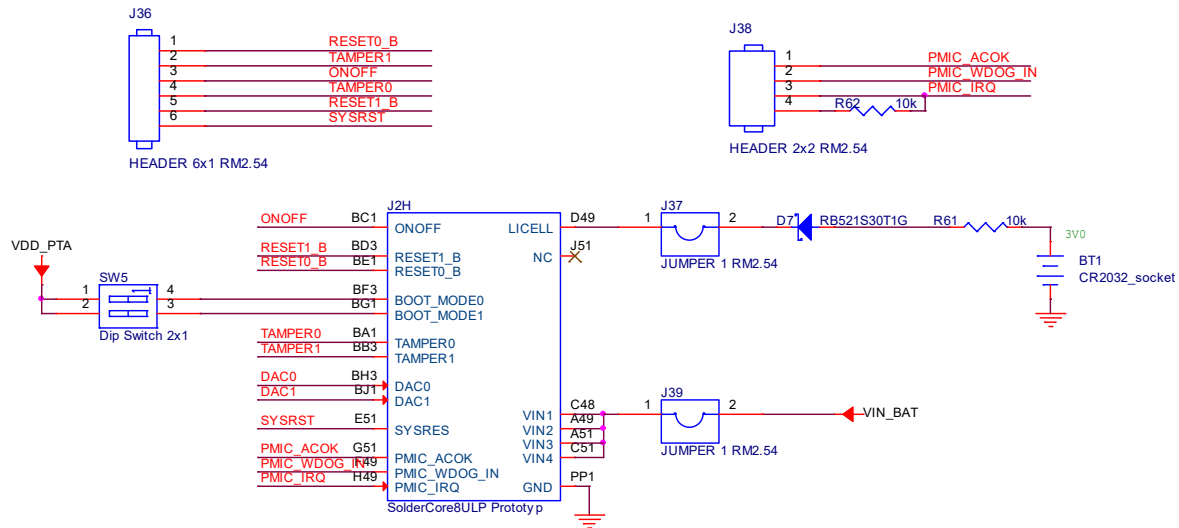 J36
1 RESET0_B
2 TAMPER1
3 ONOFF
4 TAMPER0
5 RESET1_B
6 SYSRST
HEADER 6x1 RM2.54
J38
1 PMIC_ACOK
2 PMIC_WDOG_IN
3 PMIC_IRQ
4 R62 10k
HEADER 2x2 RM2.54
VDD_PTA
SW5
1 4
2 3
Dip Switch 2x1
J2H
ONOFF BC1 ONOFF
RESET1_B BD3 RESET1_B
RESET0_B BE1 RESET0_B
BF3 BOOT_MODE0
BG1 BOOT_MODE1
TAMPER0 BA1 TAMPER0
TAMPER1 BB3 TAMPER1
DAC0 BH3 DAC0
DAC1 BJ1 DAC1
SYSRST E51 SYSRES
PMIC_ACOK G51 PMIC_ACOK
PMIC_WDOG_IN F49 PMIC_WDOG_IN
PMIC_IRQ H49 PMIC_IRQ
LICELL D49
NC J51
VIN1 C48
VIN2 A49
VIN3 A51
VIN4 C51
GND PP1
SolderCore8ULP Prototyp
J37
1 2
JUMPER 1 RM2.54
D7 RB521S30T1G
R61 10k
3V0
BT1
CR2032_socket
J39
1 2
JUMPER 1 RM2.54
VIN_BAT